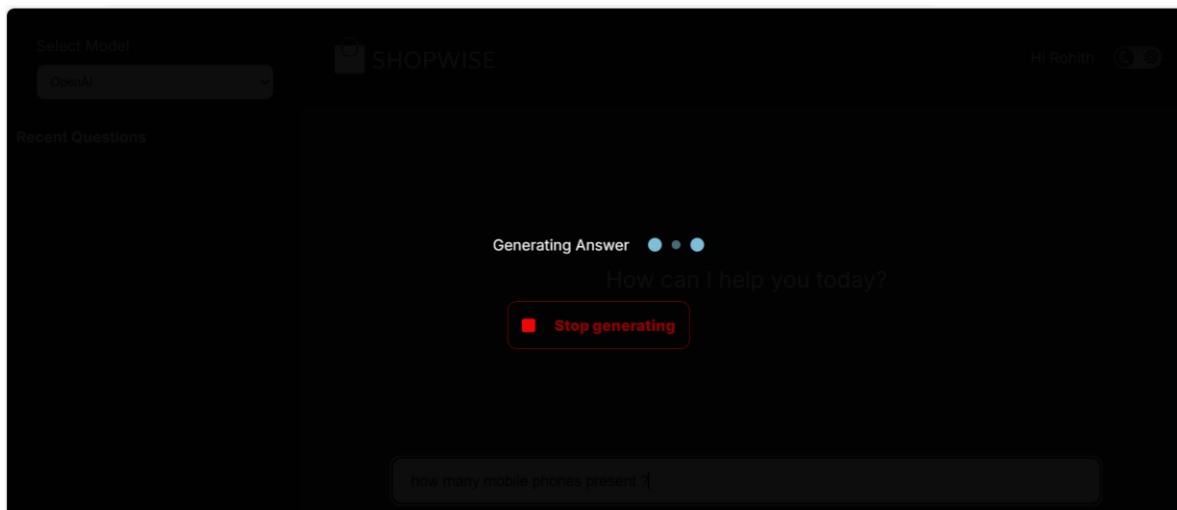 Select Model
OpenAI
SHOPWISE
Hi Rohith
Recent Questions
Generating Answer
How can I help you today?
Stop generating
how many mobile phones present ?